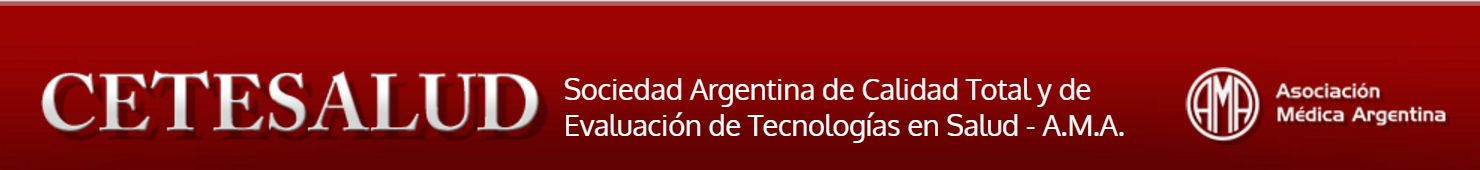 CETESALUD
Sociedad Argentina de Calidad Total y de
Evaluación de Tecnologías en Salud - A.M.A.
AMA
Asociación
Médica Argentina